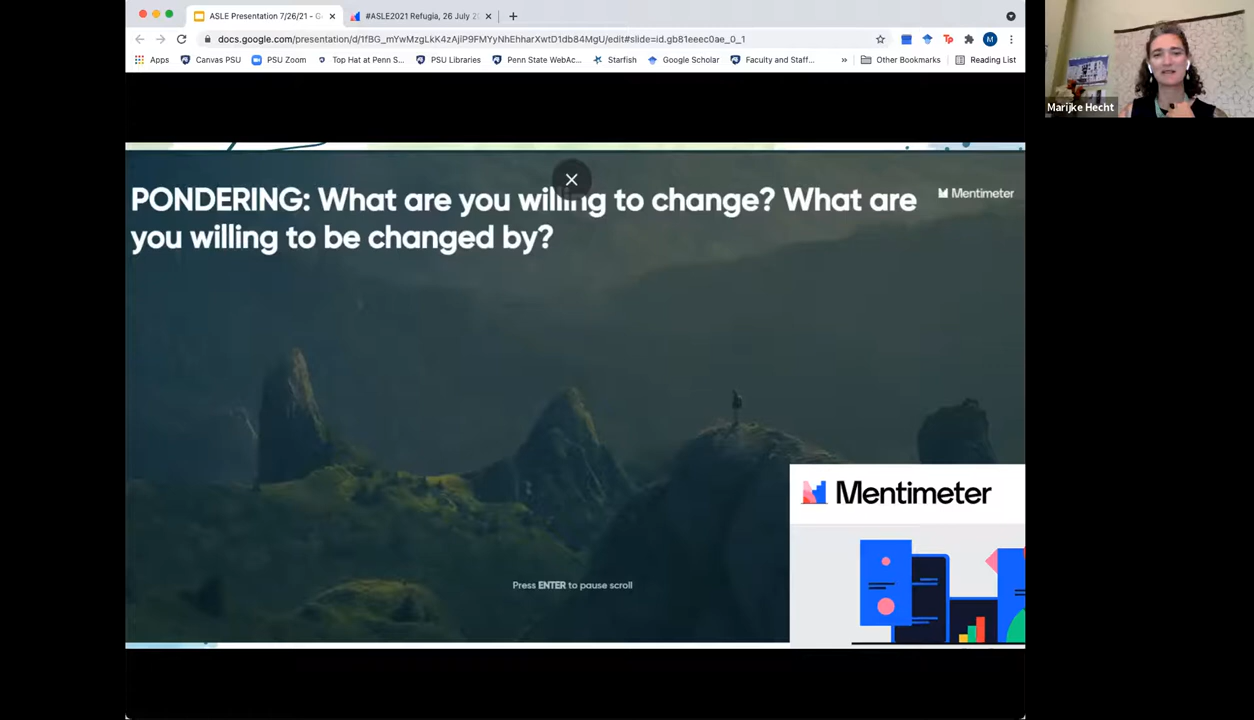 ASLE Presentation 7/26/21 - G
#ASLE2021 Refugia, 26 July 2
docs.google.com/presentation/d/1fBG_mYwMzgLkK4zAjIP9FMYyNhEhharXwtD1db84MgU/edit#slide=id.gb81eeec0ae_0_1
Apps
Canvas PSU
PSU Zoom
Top Hat at Penn S...
PSU Libraries
Penn State WebAc...
Starfish
Google Scholar
Faculty and Staff...
Other Bookmarks
Reading List
Marijke Hecht
PONDERING: What are you willing to change? What are
you willing to be changed by?
Mentimeter
Mentimeter
Press ENTER to pause scroll